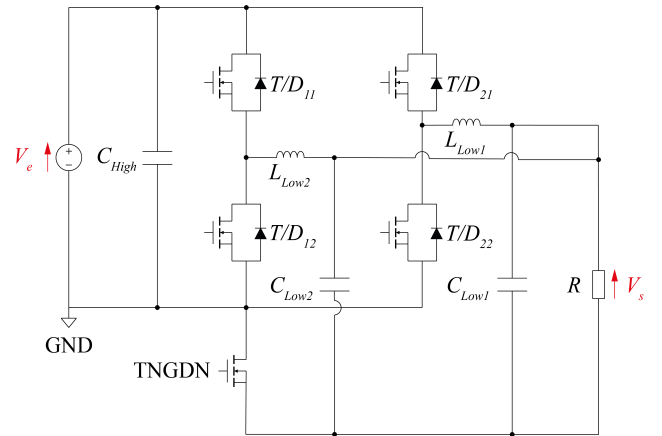 T/D11
T/D21
Ve
CHigh
LLow2
LLow1
T/D12
T/D22
CLow2
CLow1
R
Vs
GND
TNGDN